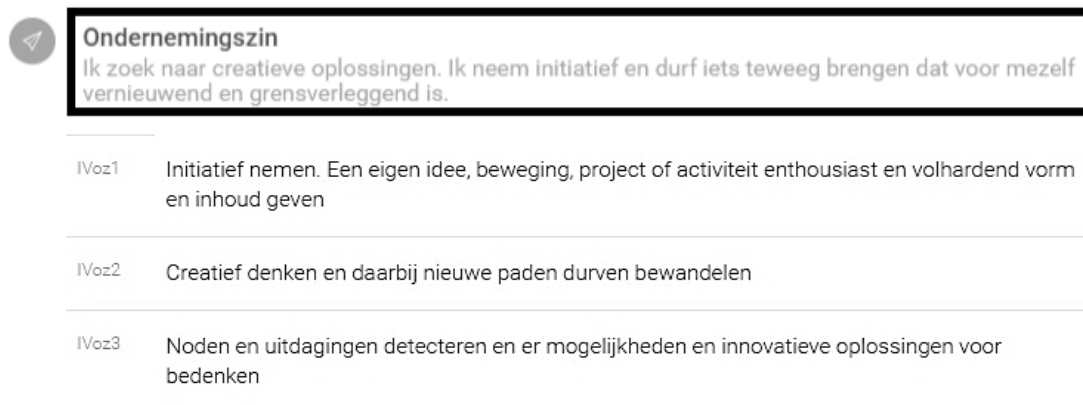 Ondernemingszin
Ik zoek naar creatieve oplossingen. Ik neem initiatief en durf iets teweeg brengen dat voor mezelf
vernieuwend en grensverleggend is.
IVoz1 Initiatief nemen. Een eigen idee, beweging, project of activiteit enthousiast en volhardend vorm
en inhoud geven
IVoz2 Creatief denken en daarbij nieuwe paden durven bewandelen
IVoz3 Noden en uitdagingen detecteren en er mogelijkheden en innovatieve oplossingen voor
bedenken